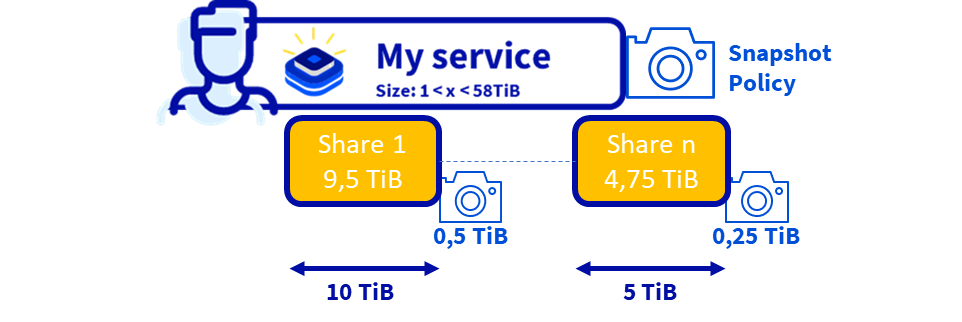 My service
Size: 1 < x < 58TiB
Snapshot
Policy
Share 1
9,5 TiB
Share n
4,75 TiB
0,5 TiB
0,25 TiB
10 TiB
5 TiB